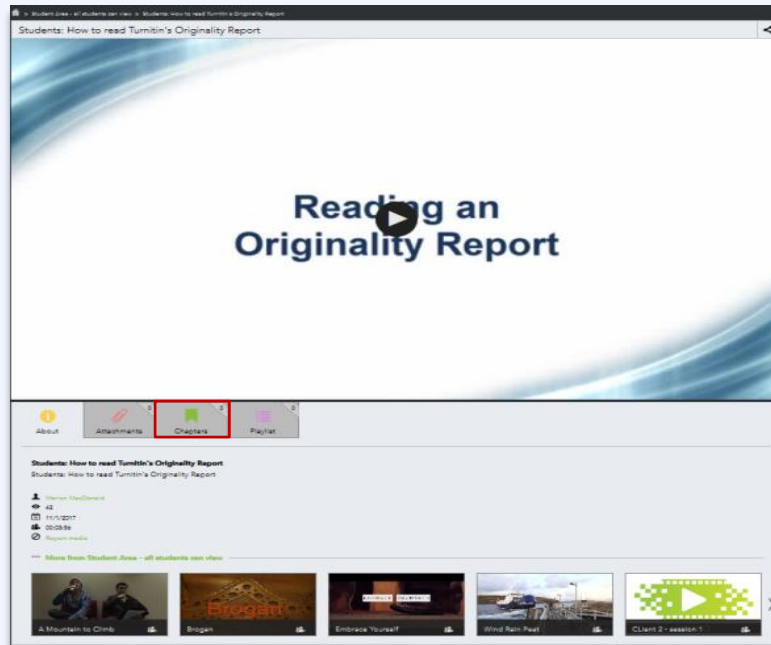 > Student Area - all students can view > Students: How to read Turnitin's Originality Report
Students: How to read Turnitin's Originality Report
Reading an
Originality Report
About
Attachments
Chapters
Playlist
Students: How to read Turnitin's Originality Report
Students: How to read Turnitin's Originality Report
Marion MacDonald
11/1/2017
Report media
More from Student Area - all students can view
Brogan
A Mountain to Climb
Brogan
Embrace Yourself
Wind Rain Peat
CLient 2 - session 1